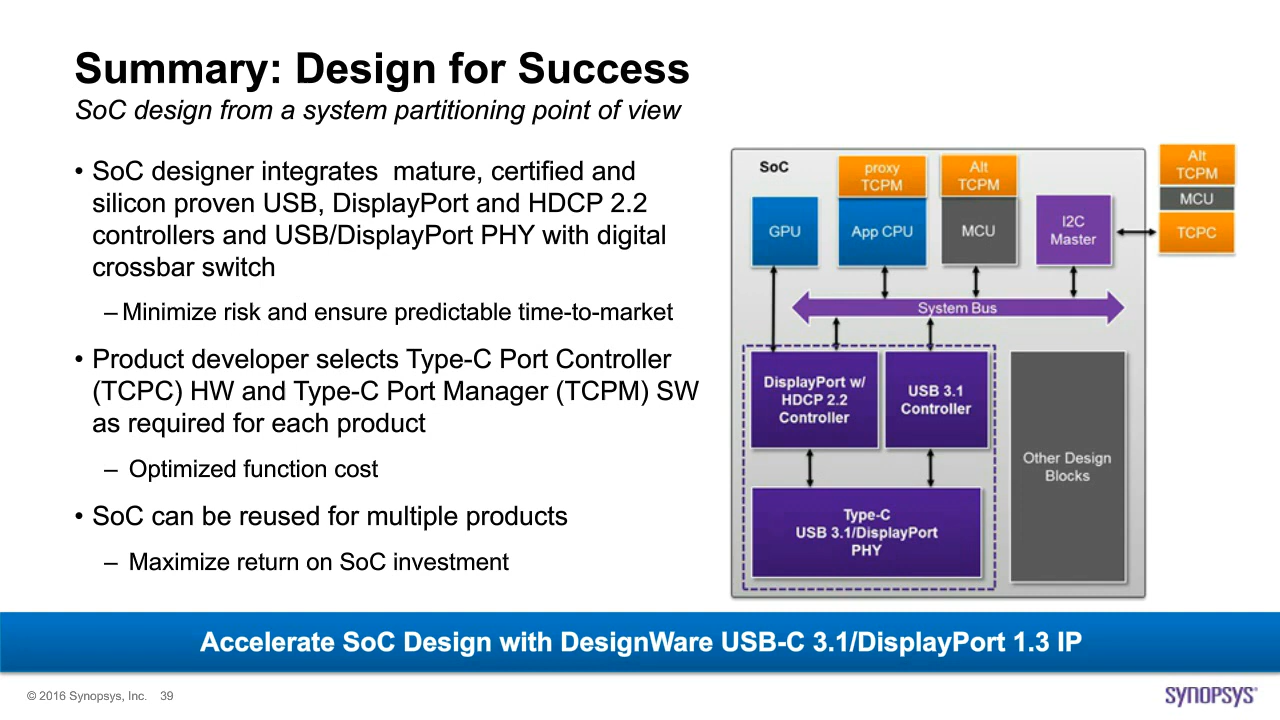 Summary: Design for Success
SoC design from a system partitioning point of view
• SoC designer integrates mature, certified and
silicon proven USB, DisplayPort and HDCP 2.2
controllers and USB/DisplayPort PHY with digital
crossbar switch
– Minimize risk and ensure predictable time-to-market
• Product developer selects Type-C Port Controller
(TCPC) HW and Type-C Port Manager (TCPM) SW
as required for each product
– Optimized function cost
• SoC can be reused for multiple products
– Maximize return on SoC investment
SoC
proxy
TCPM
Alt
TCPM
Alt
TCPM
MCU
TCPC
GPU
App CPU
MCU
I2C
Master
System Bus
DisplayPort w/
HDCP 2.2
Controller
USB 3.1
Controller
Other Design
Blocks
Type-C
USB 3.1/DisplayPort
PHY
Accelerate SoC Design with DesignWare USB-C 3.1/DisplayPort 1.3 IP
© 2016 Synopsys, Inc. 39
SYNOPSYS®